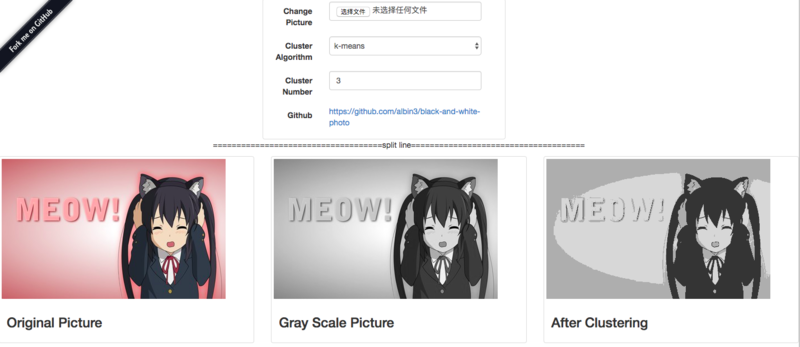 Fork me on GitHub
Change
Picture
选择文件 未选择任何文件
Cluster
Algorithm
k-means
Cluster
Number
3
Github
https://github.com/albin3/black-and-white-
photo
====================================split line=====================================
MEOW!
MEOW!
MEOW!
Original Picture
Gray Scale Picture
After Clustering